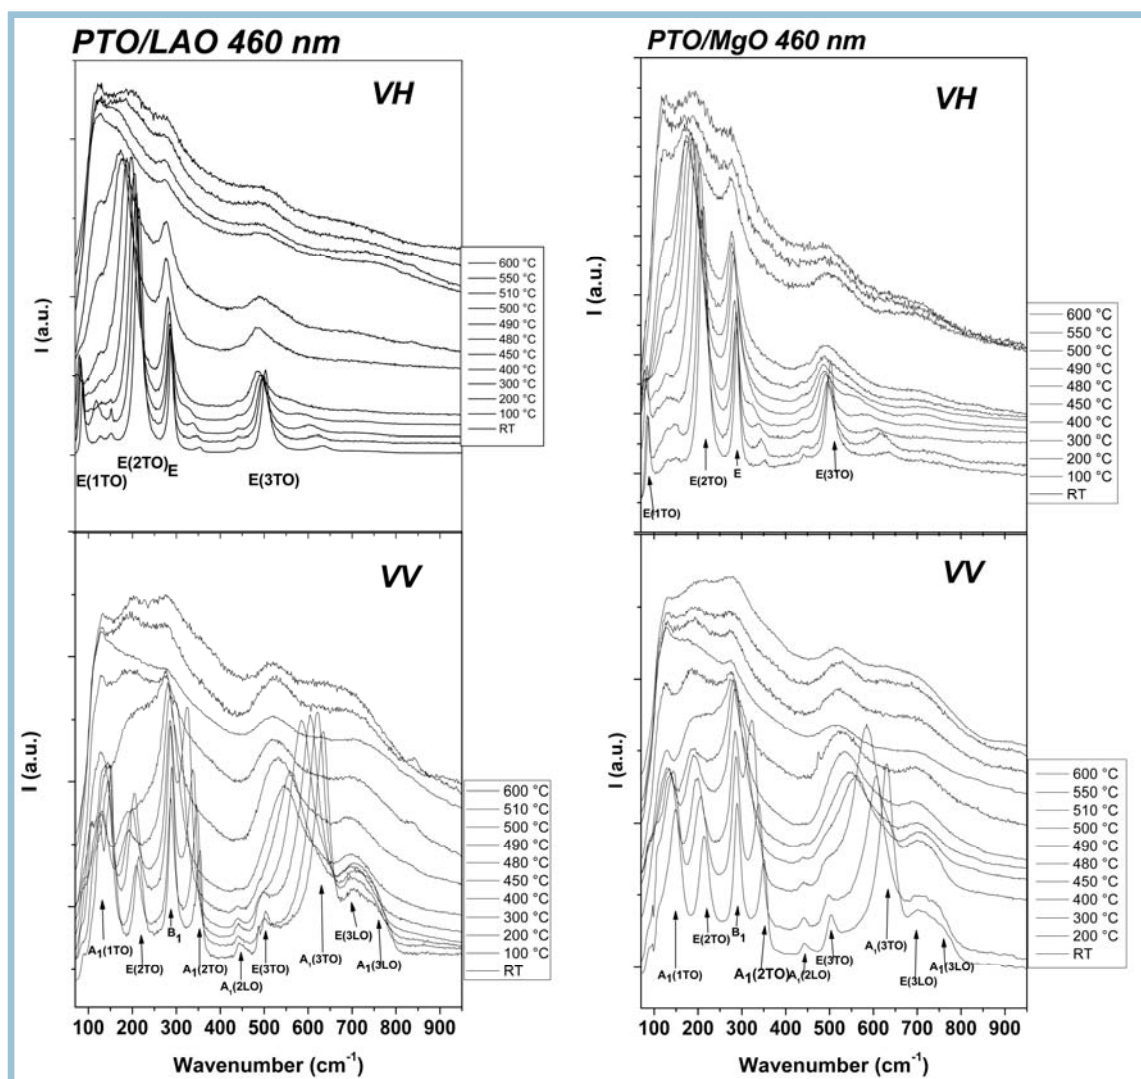 PTO/LAO 460 nm
VH
I (a.u.)
600 °C
550 °C
510 °C
500 °C
490 °C
480 °C
450 °C
400 °C
300 °C
200 °C
100 °C
RT
E(1TO)
E(2TO)
E
E(3TO)
VV
I (a.u.)
600 °C
510 °C
500 °C
490 °C
480 °C
450 °C
400 °C
300 °C
200 °C
100 °C
RT
A₁(1TO)
E(2TO)
B₁
A₁(2TO)
A₁(2LO)
E(3TO)
A₁(3TO)
E(3LO)
A₁(3LO)
100 200 300 400 500 600 700 800 900
Wavenumber (cm⁻¹)
PTO/MgO 460 nm
VH
I (a.u.)
600 °C
550 °C
500 °C
490 °C
480 °C
450 °C
400 °C
300 °C
200 °C
100 °C
RT
E(1TO)
E(2TO)
E
E(3TO)
VV
I (a.u.)
600 °C
550 °C
510 °C
500 °C
490 °C
480 °C
450 °C
400 °C
300 °C
200 °C
RT
A₁(1TO)
E(2TO)
B₁
A₁(2TO)
A₁(2LO)
E(3TO)
A₁(3TO)
E(3LO)
A₁(3LO)
100 200 300 400 500 600 700 800 900
Wavenumber (cm⁻¹)